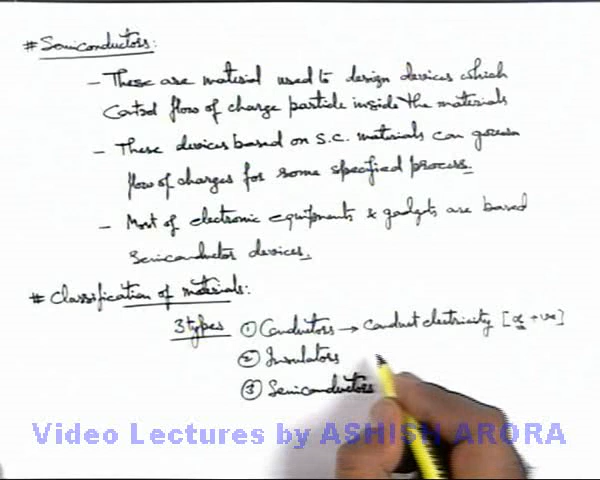 # Semiconductors:
- These are material used to design devices which
Control flow of charge particle inside the materials
- These devices based on S.C. materials can govern
flow of charges for some specified process.
- Most of electronic equipments & gadgets are based
Semiconductor devices.
# Classification of materials:
3 types ① Conductors → Conduct electricity [α +ve]
② Insulators
③ Semiconductors
Video Lectures by ASHISH ARORA